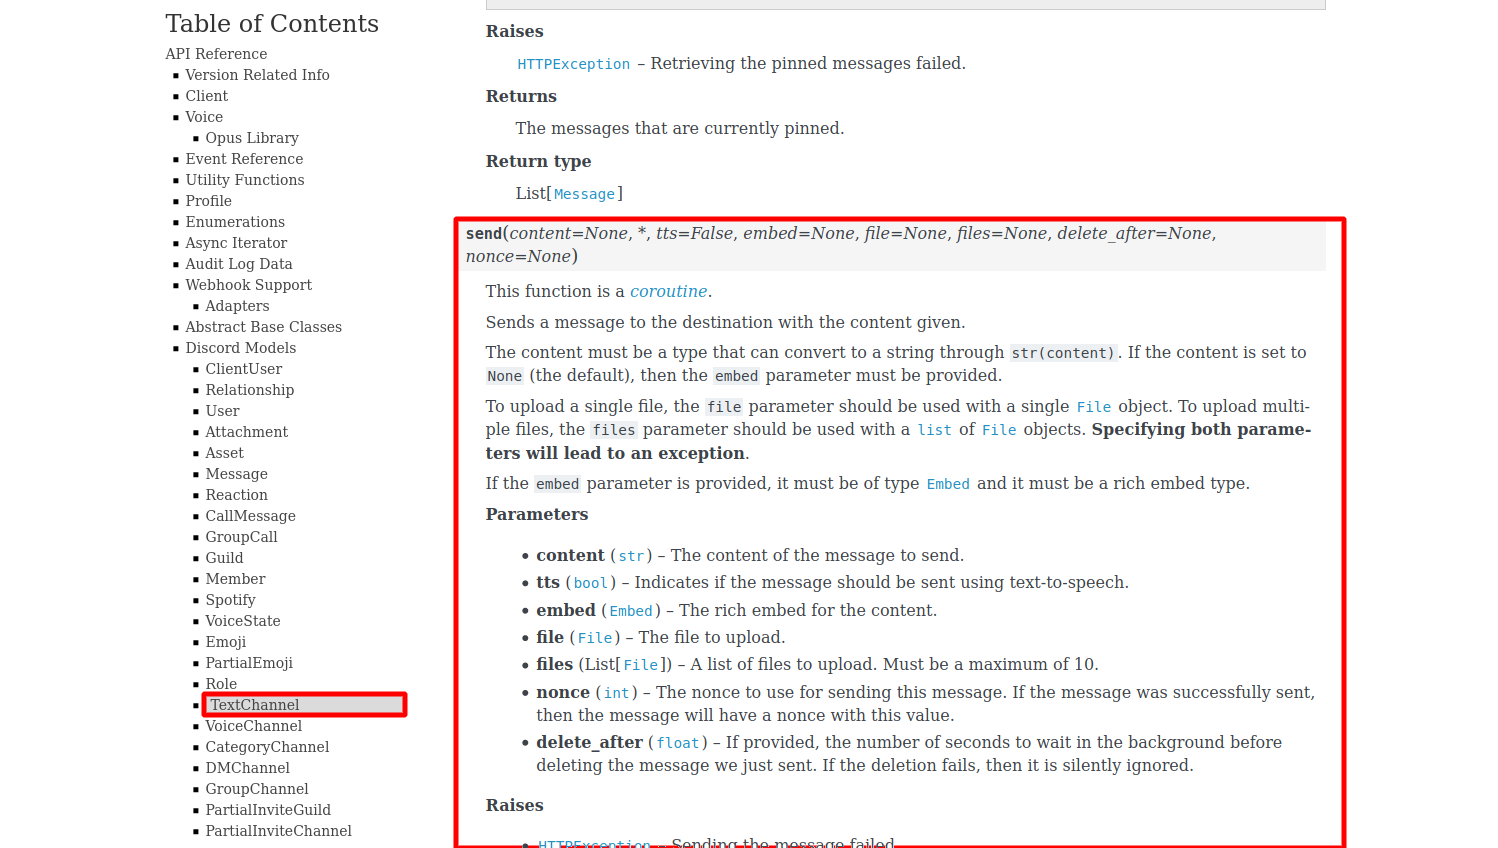 Table of Contents
API Reference
Version Related Info
Client
Voice
Opus Library
Event Reference
Utility Functions
Profile
Enumerations
Async Iterator
Audit Log Data
Webhook Support
Adapters
Abstract Base Classes
Discord Models
ClientUser
Relationship
User
Attachment
Asset
Message
Reaction
CallMessage
GroupCall
Guild
Member
Spotify
VoiceState
Emoji
PartialEmoji
Role
TextChannel
VoiceChannel
CategoryChannel
DMChannel
GroupChannel
PartialInviteGuild
PartialInviteChannel
Raises
HTTPException – Retrieving the pinned messages failed.
Returns
The messages that are currently pinned.
Return type
List[Message]
send(content=None, *, tts=False, embed=None, file=None, files=None, delete_after=None,
nonce=None)
This function is a coroutine.
Sends a message to the destination with the content given.
The content must be a type that can convert to a string through str(content). If the content is set to
None (the default), then the embed parameter must be provided.
To upload a single file, the file parameter should be used with a single File object. To upload multi-
ple files, the files parameter should be used with a list of File objects. Specifying both parame-
ters will lead to an exception.
If the embed parameter is provided, it must be of type Embed and it must be a rich embed type.
Parameters
• content (str) – The content of the message to send.
• tts (bool) – Indicates if the message should be sent using text-to-speech.
• embed (Embed) – The rich embed for the content.
• file (File) – The file to upload.
• files (List[File]) – A list of files to upload. Must be a maximum of 10.
• nonce (int) – The nonce to use for sending this message. If the message was successfully sent,
then the message will have a nonce with this value.
• delete_after (float) – If provided, the number of seconds to wait in the background before
deleting the message we just sent. If the deletion fails, then it is silently ignored.
Raises
• HTTPException – Sending the message failed.